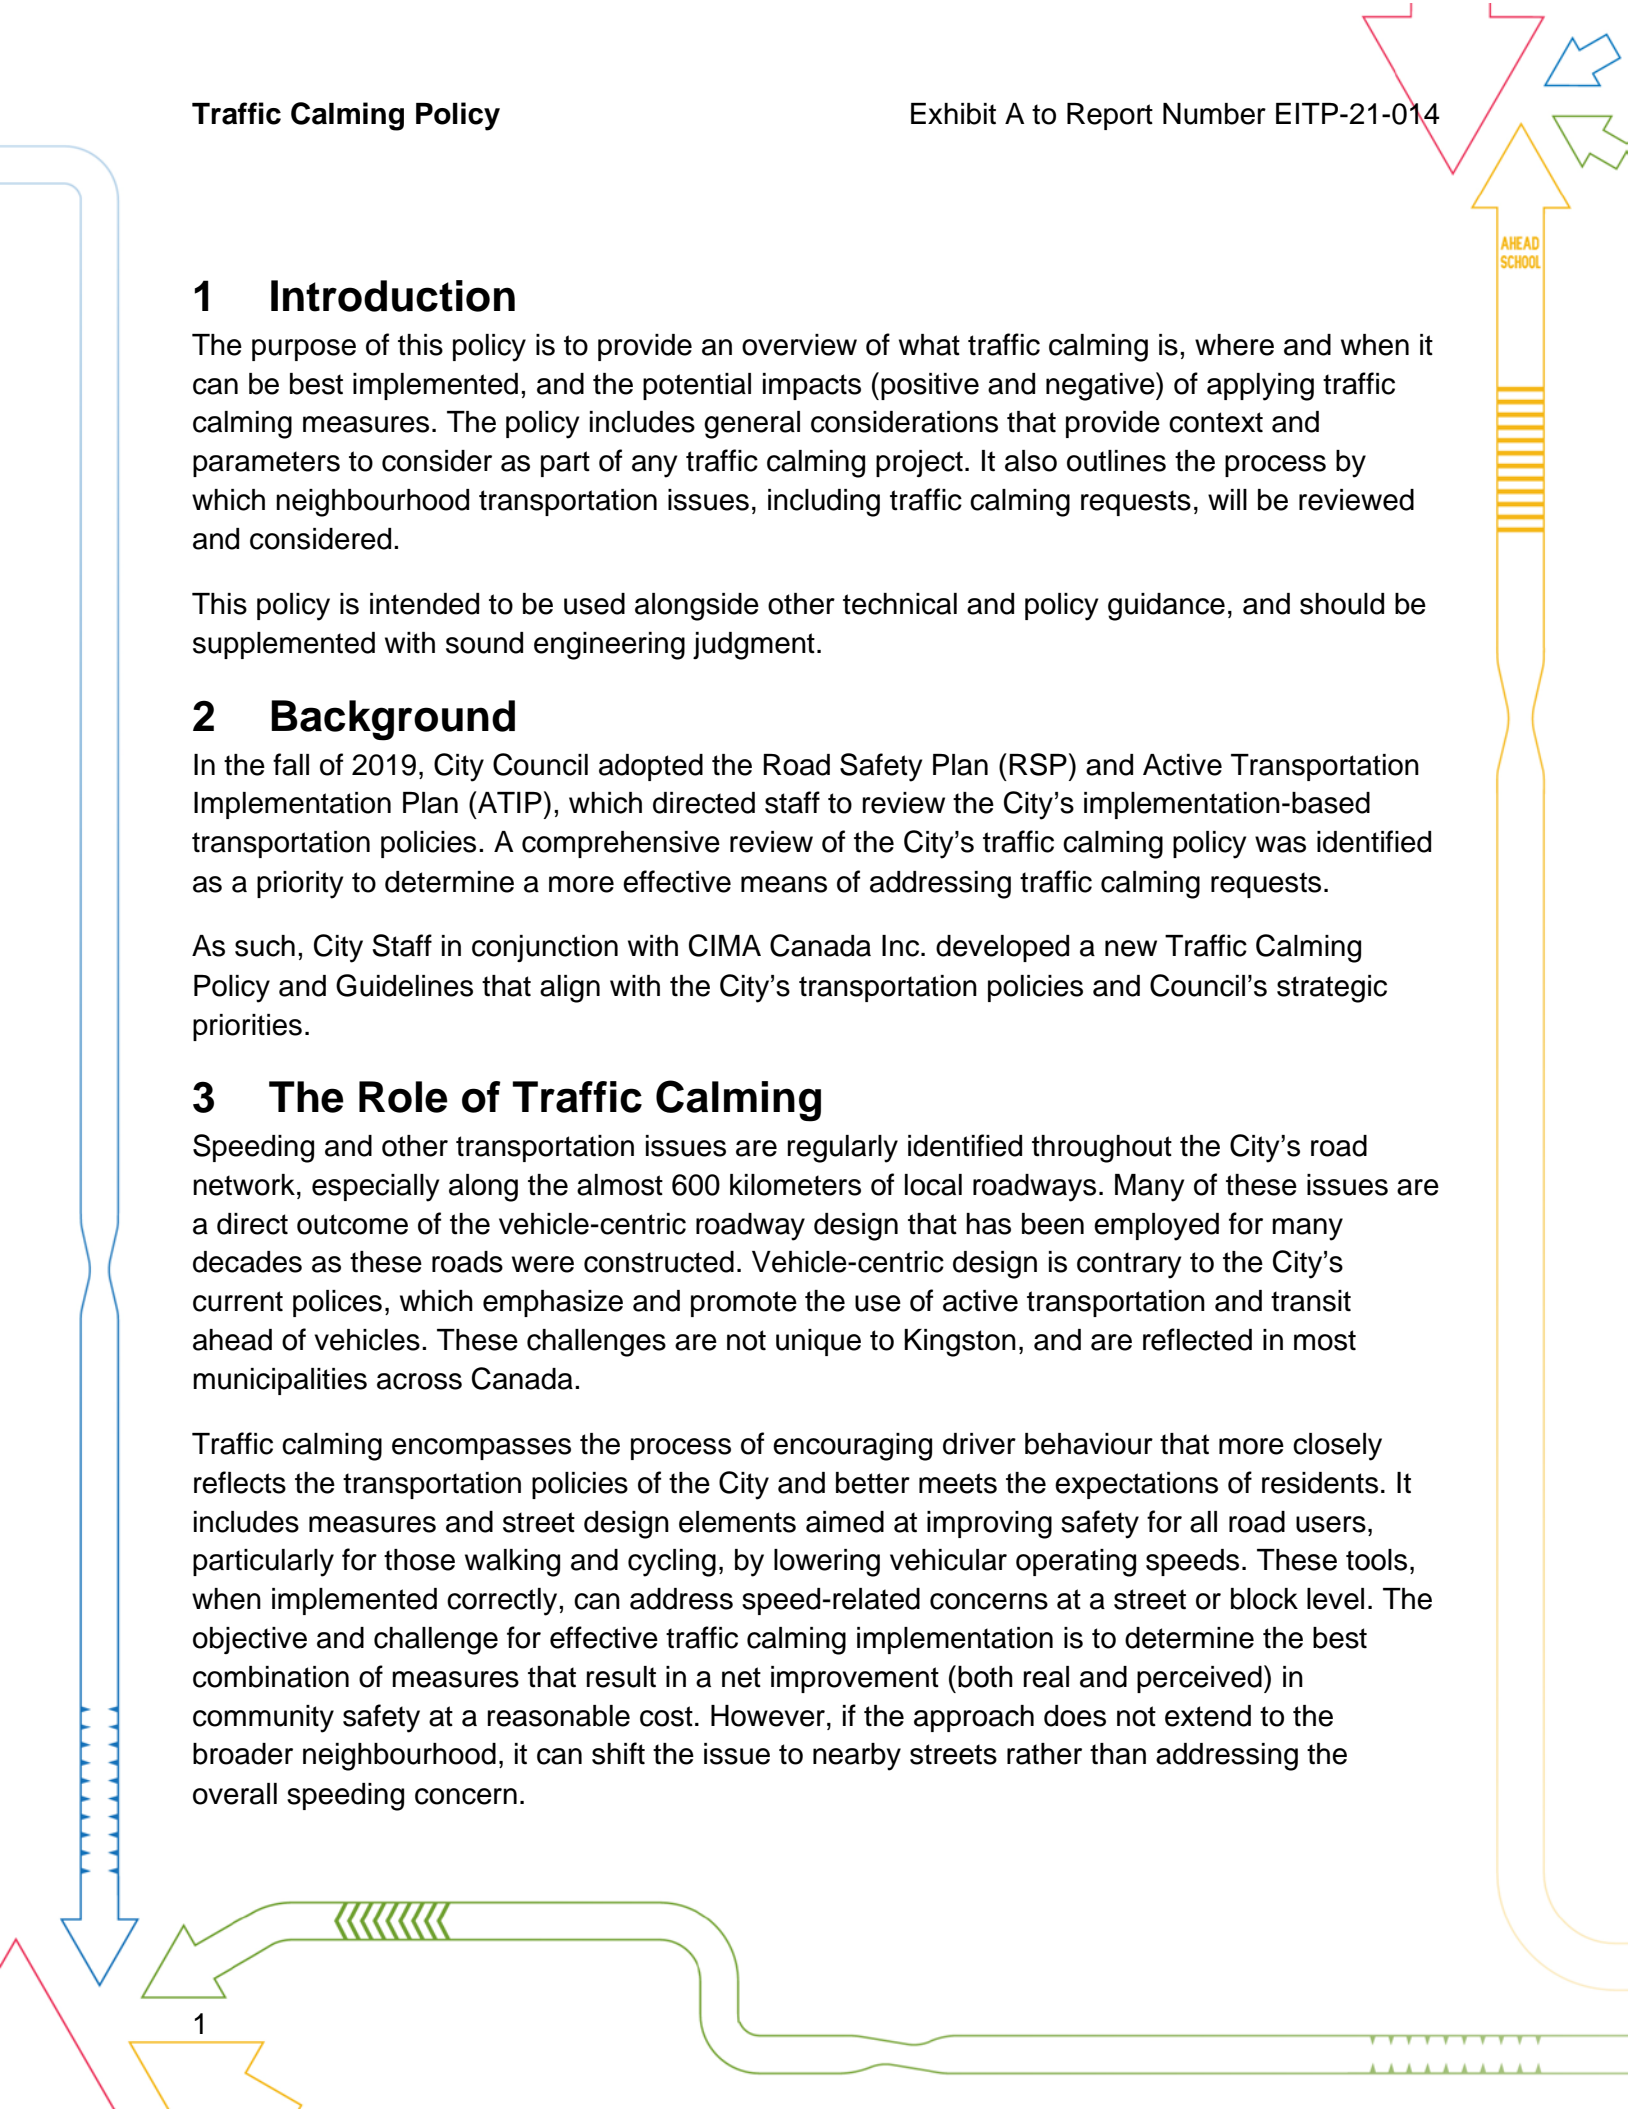 Traffic Calming Policy
Exhibit A to Report Number EITP-21-014
AHEAD
SCHOOL
1 Introduction
The purpose of this policy is to provide an overview of what traffic calming is, where and when it
can be best implemented, and the potential impacts (positive and negative) of applying traffic
calming measures. The policy includes general considerations that provide context and
parameters to consider as part of any traffic calming project. It also outlines the process by
which neighbourhood transportation issues, including traffic calming requests, will be reviewed
and considered.
This policy is intended to be used alongside other technical and policy guidance, and should be
supplemented with sound engineering judgment.
2 Background
In the fall of 2019, City Council adopted the Road Safety Plan (RSP) and Active Transportation
Implementation Plan (ATIP), which directed staff to review the City’s implementation-based
transportation policies. A comprehensive review of the City’s traffic calming policy was identified
as a priority to determine a more effective means of addressing traffic calming requests.
As such, City Staff in conjunction with CIMA Canada Inc. developed a new Traffic Calming
Policy and Guidelines that align with the City’s transportation policies and Council’s strategic
priorities.
3 The Role of Traffic Calming
Speeding and other transportation issues are regularly identified throughout the City’s road
network, especially along the almost 600 kilometers of local roadways. Many of these issues are
a direct outcome of the vehicle-centric roadway design that has been employed for many
decades as these roads were constructed. Vehicle-centric design is contrary to the City’s
current polices, which emphasize and promote the use of active transportation and transit
ahead of vehicles. These challenges are not unique to Kingston, and are reflected in most
municipalities across Canada.
Traffic calming encompasses the process of encouraging driver behaviour that more closely
reflects the transportation policies of the City and better meets the expectations of residents. It
includes measures and street design elements aimed at improving safety for all road users,
particularly for those walking and cycling, by lowering vehicular operating speeds. These tools,
when implemented correctly, can address speed-related concerns at a street or block level. The
objective and challenge for effective traffic calming implementation is to determine the best
combination of measures that result in a net improvement (both real and perceived) in
community safety at a reasonable cost. However, if the approach does not extend to the
broader neighbourhood, it can shift the issue to nearby streets rather than addressing the
overall speeding concern.
1